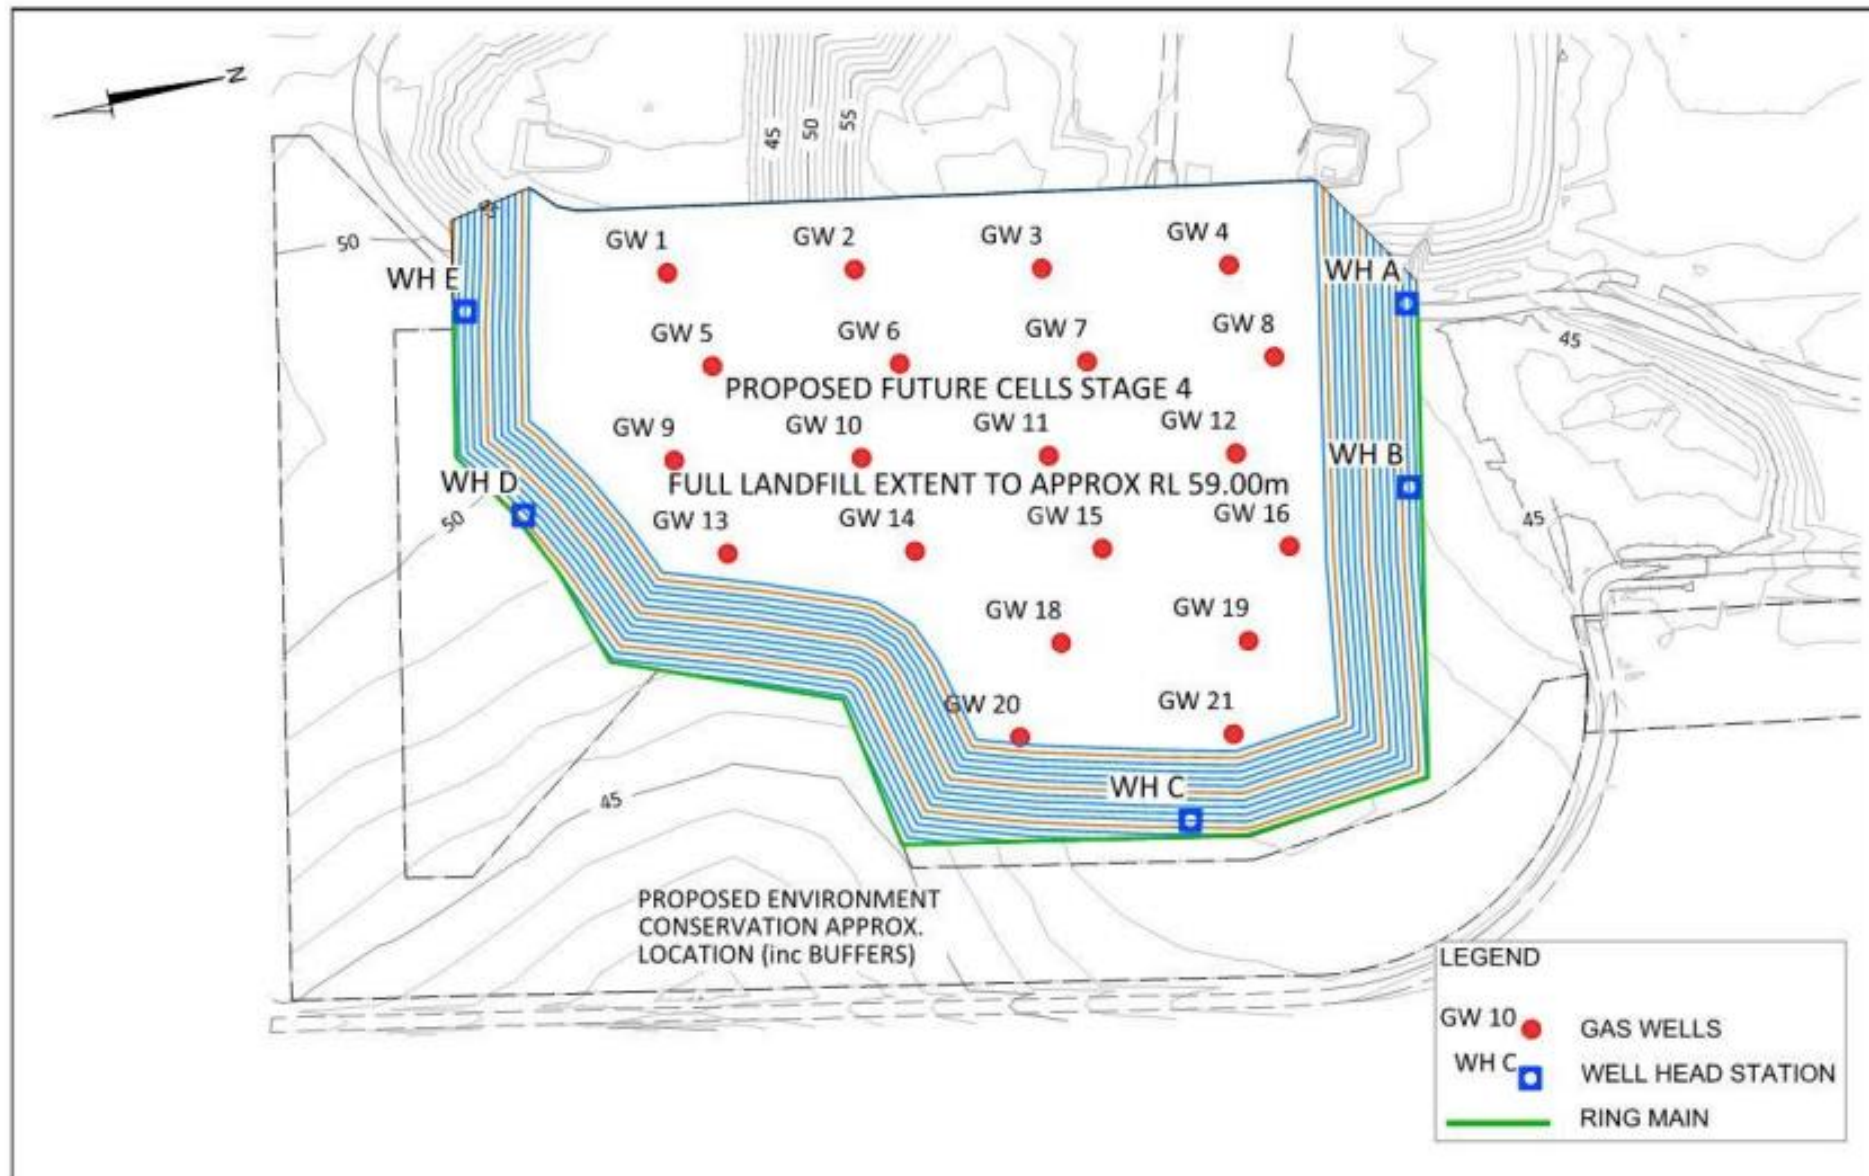 N
45
50
55
50
GW 1
GW 2
GW 3
GW 4
WH E
WH A
GW 5
GW 6
GW 7
GW 8
45
PROPOSED FUTURE CELLS STAGE 4
GW 9
GW 10
GW 11
GW 12
WH D
WH B
FULL LANDFILL EXTENT TO APPROX RL 59.00m
50
GW 13
GW 14
GW 15
GW 16
45
GW 18
GW 19
GW 20
GW 21
WH C
45
PROPOSED ENVIRONMENT
CONSERVATION APPROX.
LOCATION (inc BUFFERS)
LEGEND
GW 10 GAS WELLS
WH C WELL HEAD STATION
RING MAIN